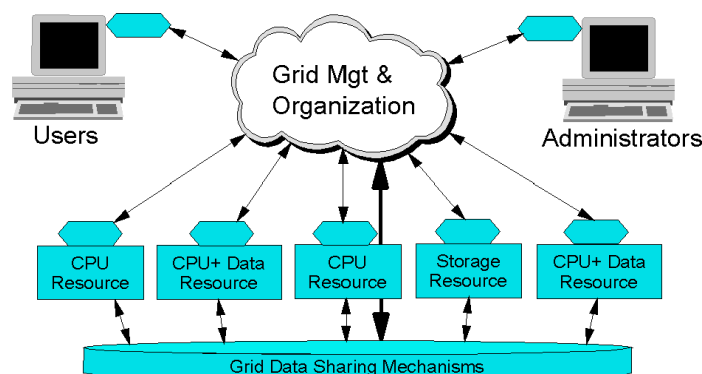 Grid Mgt &
Organization
Users
Administrators
CPU
Resource
CPU+ Data
Resource
CPU
Resource
Storage
Resource
CPU+ Data
Resource
Grid Data Sharing Mechanisms